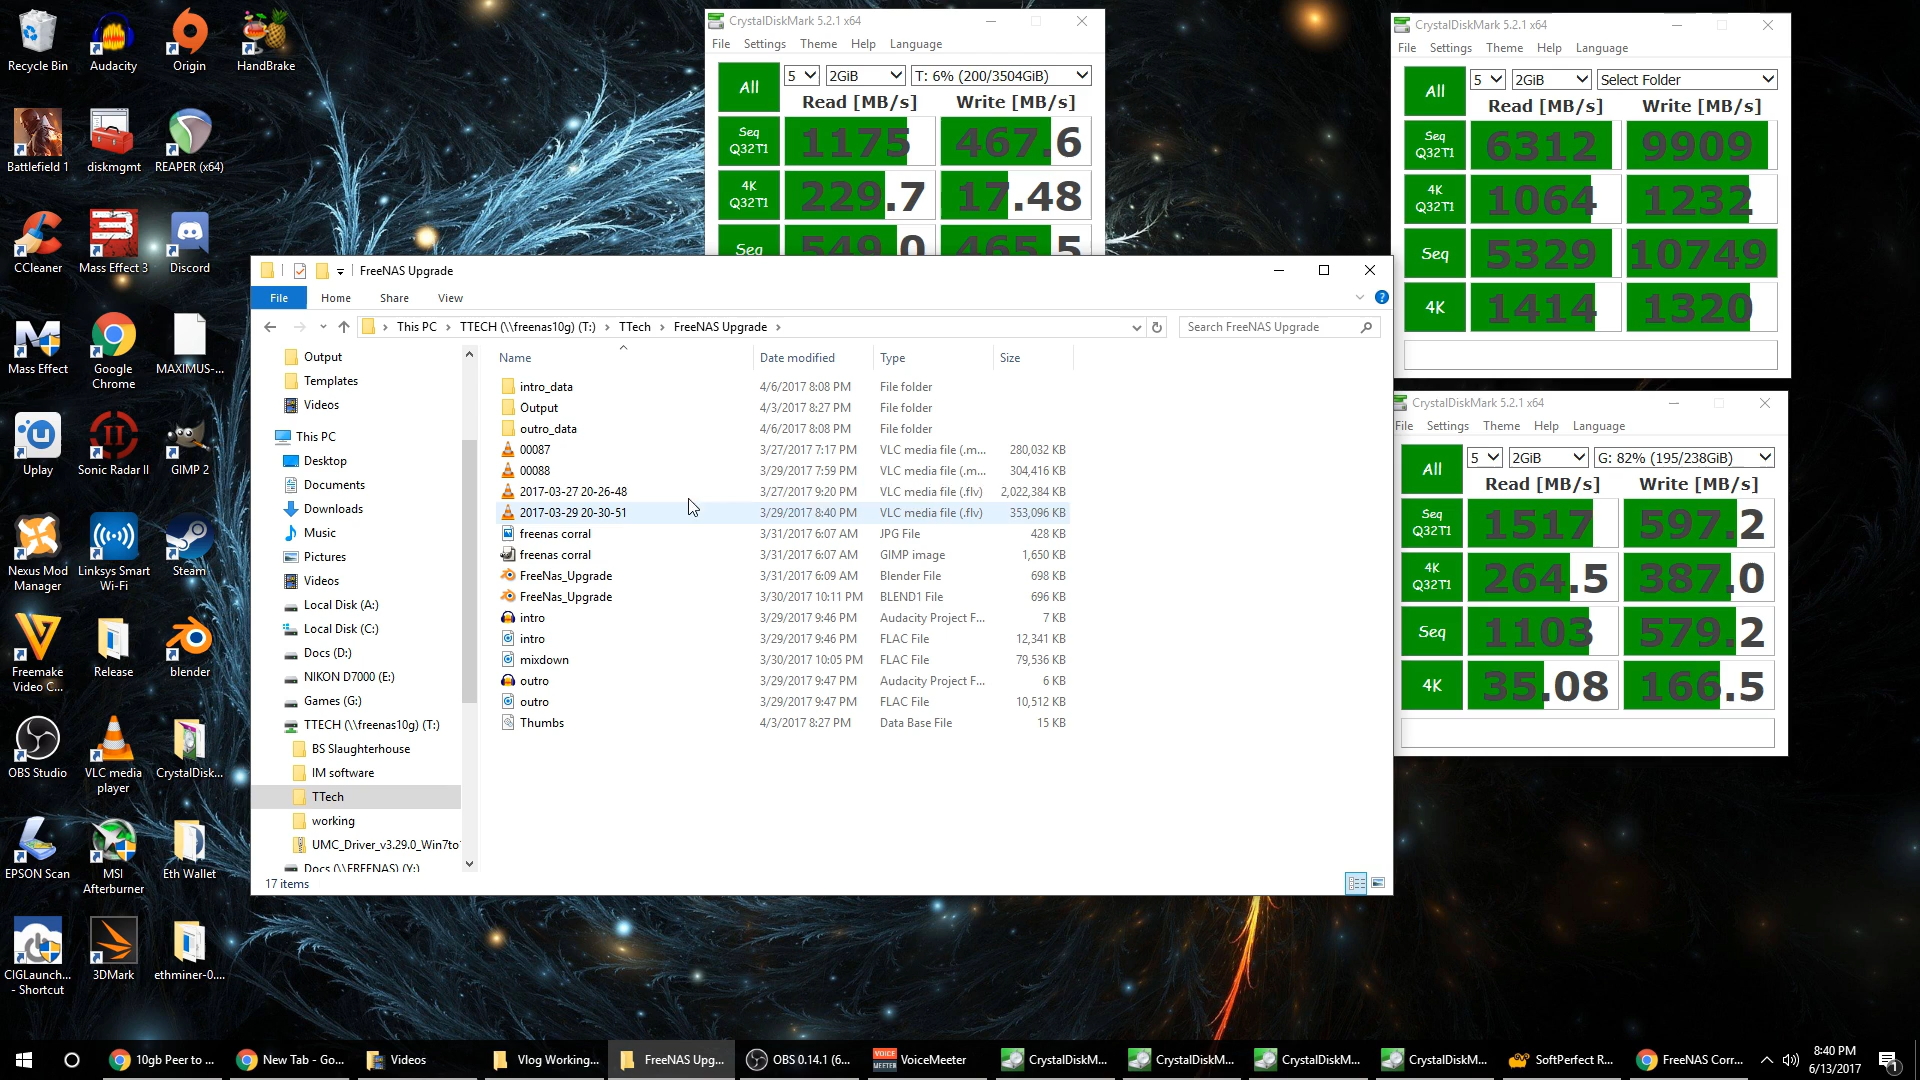 Recycle Bin
Audacity
Origin
HandBrake
Battlefield 1
diskmgmt
REAPER (x64)
CCleaner
Mass Effect 3
Discord
Mass Effect
Google Chrome
MAXIMUS-...
Uplay
Sonic Radar II
GIMP 2
Nexus Mod Manager
Linksys Smart Wi-Fi
Steam
Freemake Video C...
Release
blender
OBS Studio
VLC media player
CrystalDisk...
EPSON Scan
MSI Afterburner
Eth Wallet
CIGLaunch... - Shortcut
3DMark
ethminer-0....
CrystalDiskMark 5.2.1 x64
File Settings Theme Help Language
All 5 2GiB T: 6% (200/3504GiB)
Read [MB/s] Write [MB/s]
Seq Q32T1 1175 467.6
4K Q32T1 229.7 17.48
Seq 549.0 465.5
CrystalDiskMark 5.2.1 x64
File Settings Theme Help Language
All 5 2GiB Select Folder
Read [MB/s] Write [MB/s]
Seq Q32T1 6312 9909
4K Q32T1 1064 1232
Seq 5329 10749
4K 1414 1320
CrystalDiskMark 5.2.1 x64
File Settings Theme Help Language
All 5 2GiB G: 82% (195/238GiB)
Read [MB/s] Write [MB/s]
Seq Q32T1 1517 597.2
4K Q32T1 264.5 387.0
Seq 1103 579.2
4K 35.08 166.5
FreeNAS Upgrade
File Home Share View
This PC TTECH (\\freenas10g) (T:) TTech FreeNAS Upgrade
Search FreeNAS Upgrade
Output
Templates
Videos
This PC
Desktop
Documents
Downloads
Music
Pictures
Videos
Local Disk (A:)
Local Disk (C:)
Docs (D:)
NIKON D7000 (E:)
Games (G:)
TTECH (\\freenas10g) (T:)
BS Slaughterhouse
IM software
TTech
working
UMC_Driver_v3.29.0_Win7to
Docs (\\FREENAS) (Y:)
Name Date modified Type Size
intro_data 4/6/2017 8:08 PM File folder
Output 4/3/2017 8:27 PM File folder
outro_data 4/6/2017 8:08 PM File folder
00087 3/27/2017 7:17 PM VLC media file (.m... 280,032 KB
00088 3/29/2017 7:59 PM VLC media file (.m... 304,416 KB
2017-03-27 20-26-48 3/27/2017 9:20 PM VLC media file (.flv) 2,022,384 KB
2017-03-29 20-30-51 3/29/2017 8:40 PM VLC media file (.flv) 353,096 KB
freenas corral 3/31/2017 6:07 AM JPG File 428 KB
freenas corral 3/31/2017 6:07 AM GIMP image 1,650 KB
FreeNas_Upgrade 3/31/2017 6:09 AM Blender File 698 KB
FreeNas_Upgrade 3/30/2017 10:11 PM BLEND1 File 696 KB
intro 3/29/2017 9:46 PM Audacity Project F... 7 KB
intro 3/29/2017 9:46 PM FLAC File 12,341 KB
mixdown 3/30/2017 10:05 PM FLAC File 79,536 KB
outro 3/29/2017 9:47 PM Audacity Project F... 6 KB
outro 3/29/2017 9:47 PM FLAC File 10,512 KB
Thumbs 4/3/2017 8:27 PM Data Base File 15 KB
17 items
10gb Peer to ...
New Tab - Go...
Videos
Vlog Working...
FreeNAS Upg...
OBS 0.14.1 (6...
VOICE MEETER
VoiceMeeter
CrystalDiskM...
CrystalDiskM...
CrystalDiskM...
CrystalDiskM...
SoftPerfect R...
FreeNAS Corr...
8:40 PM
6/13/2017
1